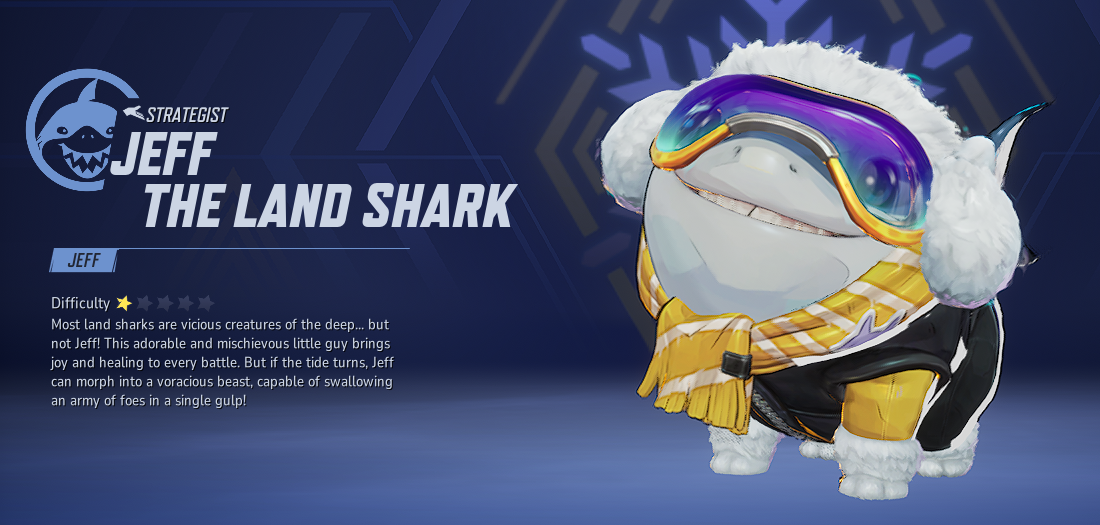 STRATEGIST
JEFF
THE LAND SHARK
JEFF
Difficulty
Most land sharks are vicious creatures of the deep... but
not Jeff! This adorable and mischievous little guy brings
joy and healing to every battle. But if the tide turns, Jeff
can morph into a voracious beast, capable of swallowing
an army of foes in a single gulp!